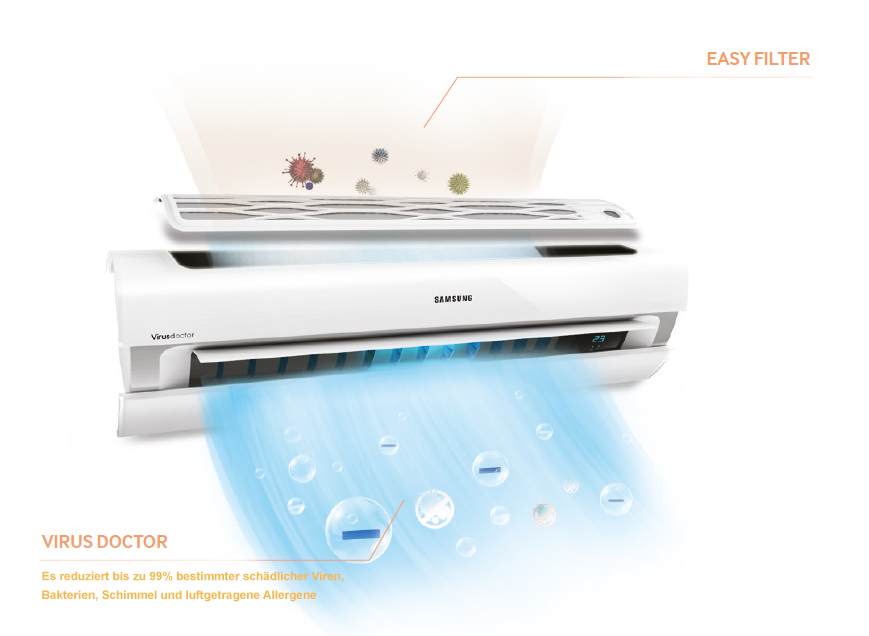 EASY FILTER
SAMSUNG
Virusdoctor
23
VIRUS DOCTOR
Es reduziert bis zu 99% bestimmter schädlicher Viren,
Bakterien, Schimmel und luftgetragene Allergene